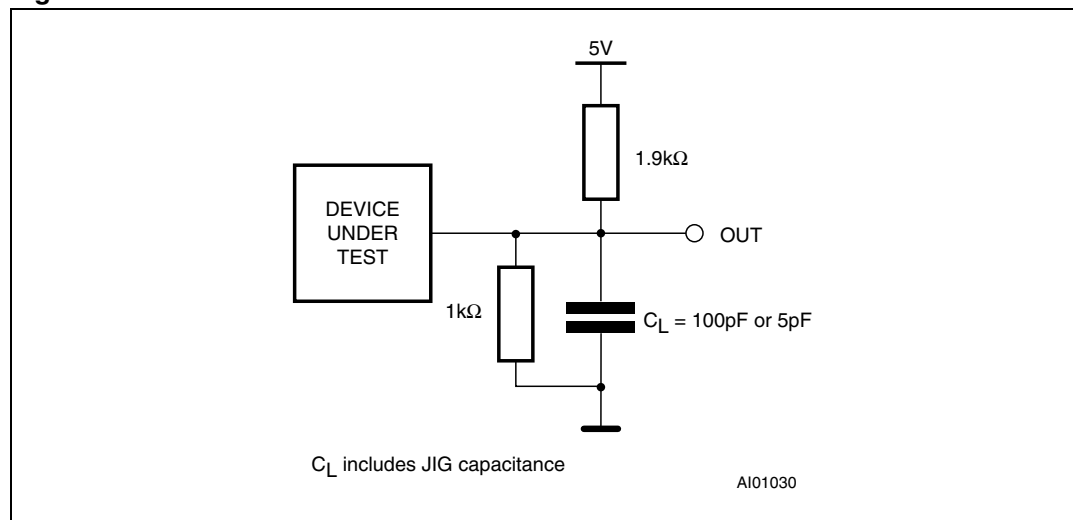 5V
1.9kΩ
DEVICE
UNDER
TEST
OUT
1kΩ
CL = 100pF or 5pF
CL includes JIG capacitance
AI01030